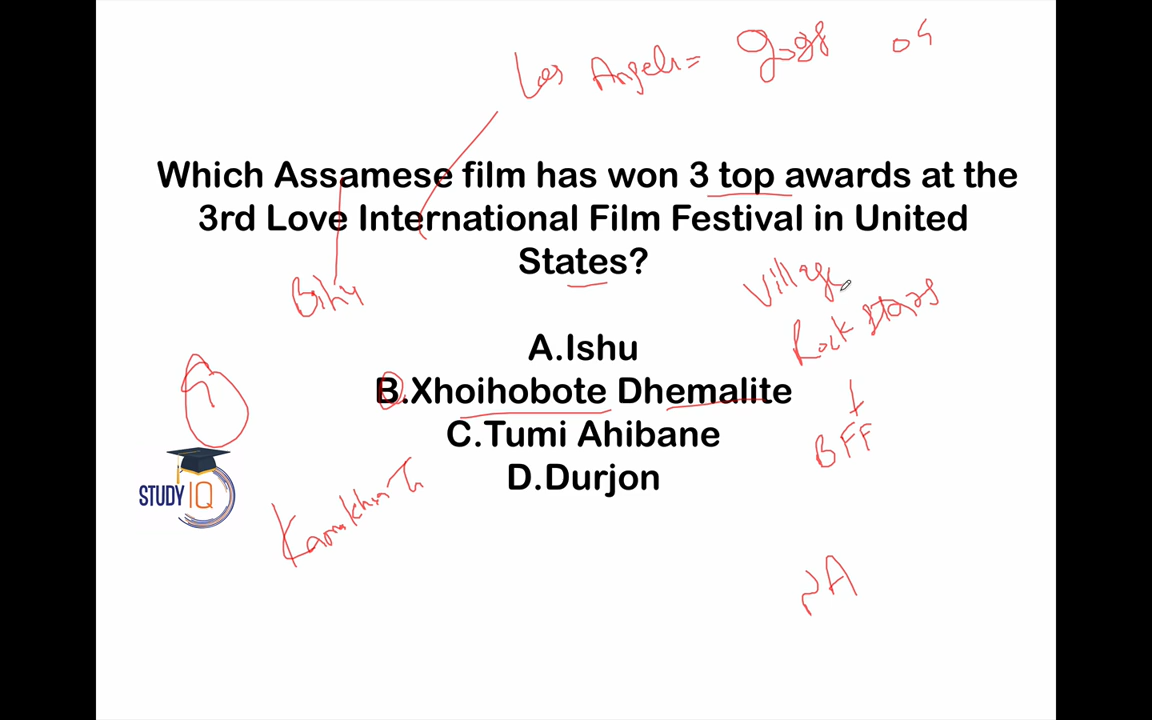 Los Angeles =
Which Assamese film has won 3 top awards at the
3rd Love International Film Festival in United
States?
Bihu
Village
Rock Stars
A.Ishu
B.Xhoihobote Dhemalite
C.Tumi Ahibane
D.Durjon
BFF
STUDY IQ